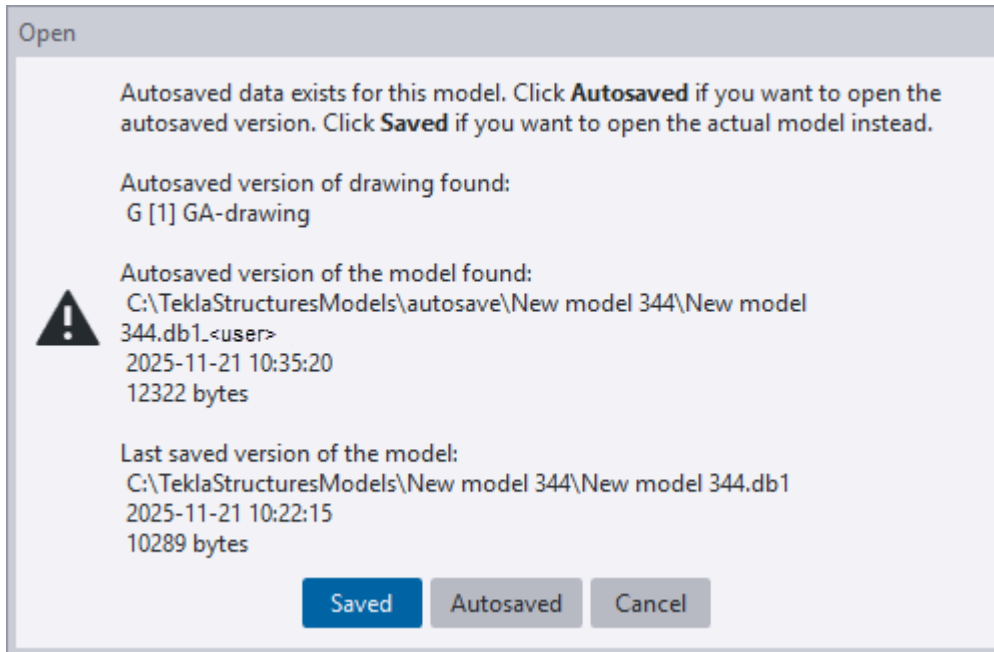 Open
Autosaved data exists for this model. Click Autosaved if you want to open the
autosaved version. Click Saved if you want to open the actual model instead.
Autosaved version of drawing found:
G [1] GA-drawing
Autosaved version of the model found:
C:\TeklaStructuresModels\autosave\New model 344\New model
344.db1_<user>
2025-11-21 10:35:20
12322 bytes
Last saved version of the model:
C:\TeklaStructuresModels\New model 344\New model 344.db1
2025-11-21 10:22:15
10289 bytes
Saved Autosaved Cancel